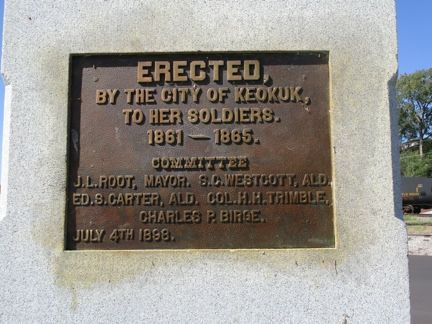 ERECTED,
BY THE CITY OF KEOKUK,
TO HER SOLDIERS.
1861 — 1865.
COMMITTEE
J.L. ROOT, MAYOR. S.C. WESTCOTT, ALD.
ED. S. CARTER, ALD. COL. H.H. TRIMBLE,
CHARLES P. BIRGE.
JULY 4TH 1898.